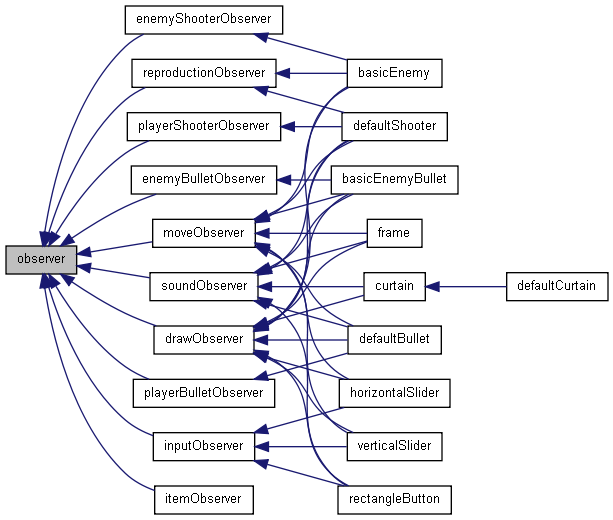 enemyShooterObserver
reproductionObserver
basicEnemy
playerShooterObserver
defaultShooter
enemyBulletObserver
basicEnemyBullet
moveObserver
frame
observer
soundObserver
curtain
defaultCurtain
drawObserver
defaultBullet
playerBulletObserver
horizontalSlider
inputObserver
verticalSlider
itemObserver
rectangleButton